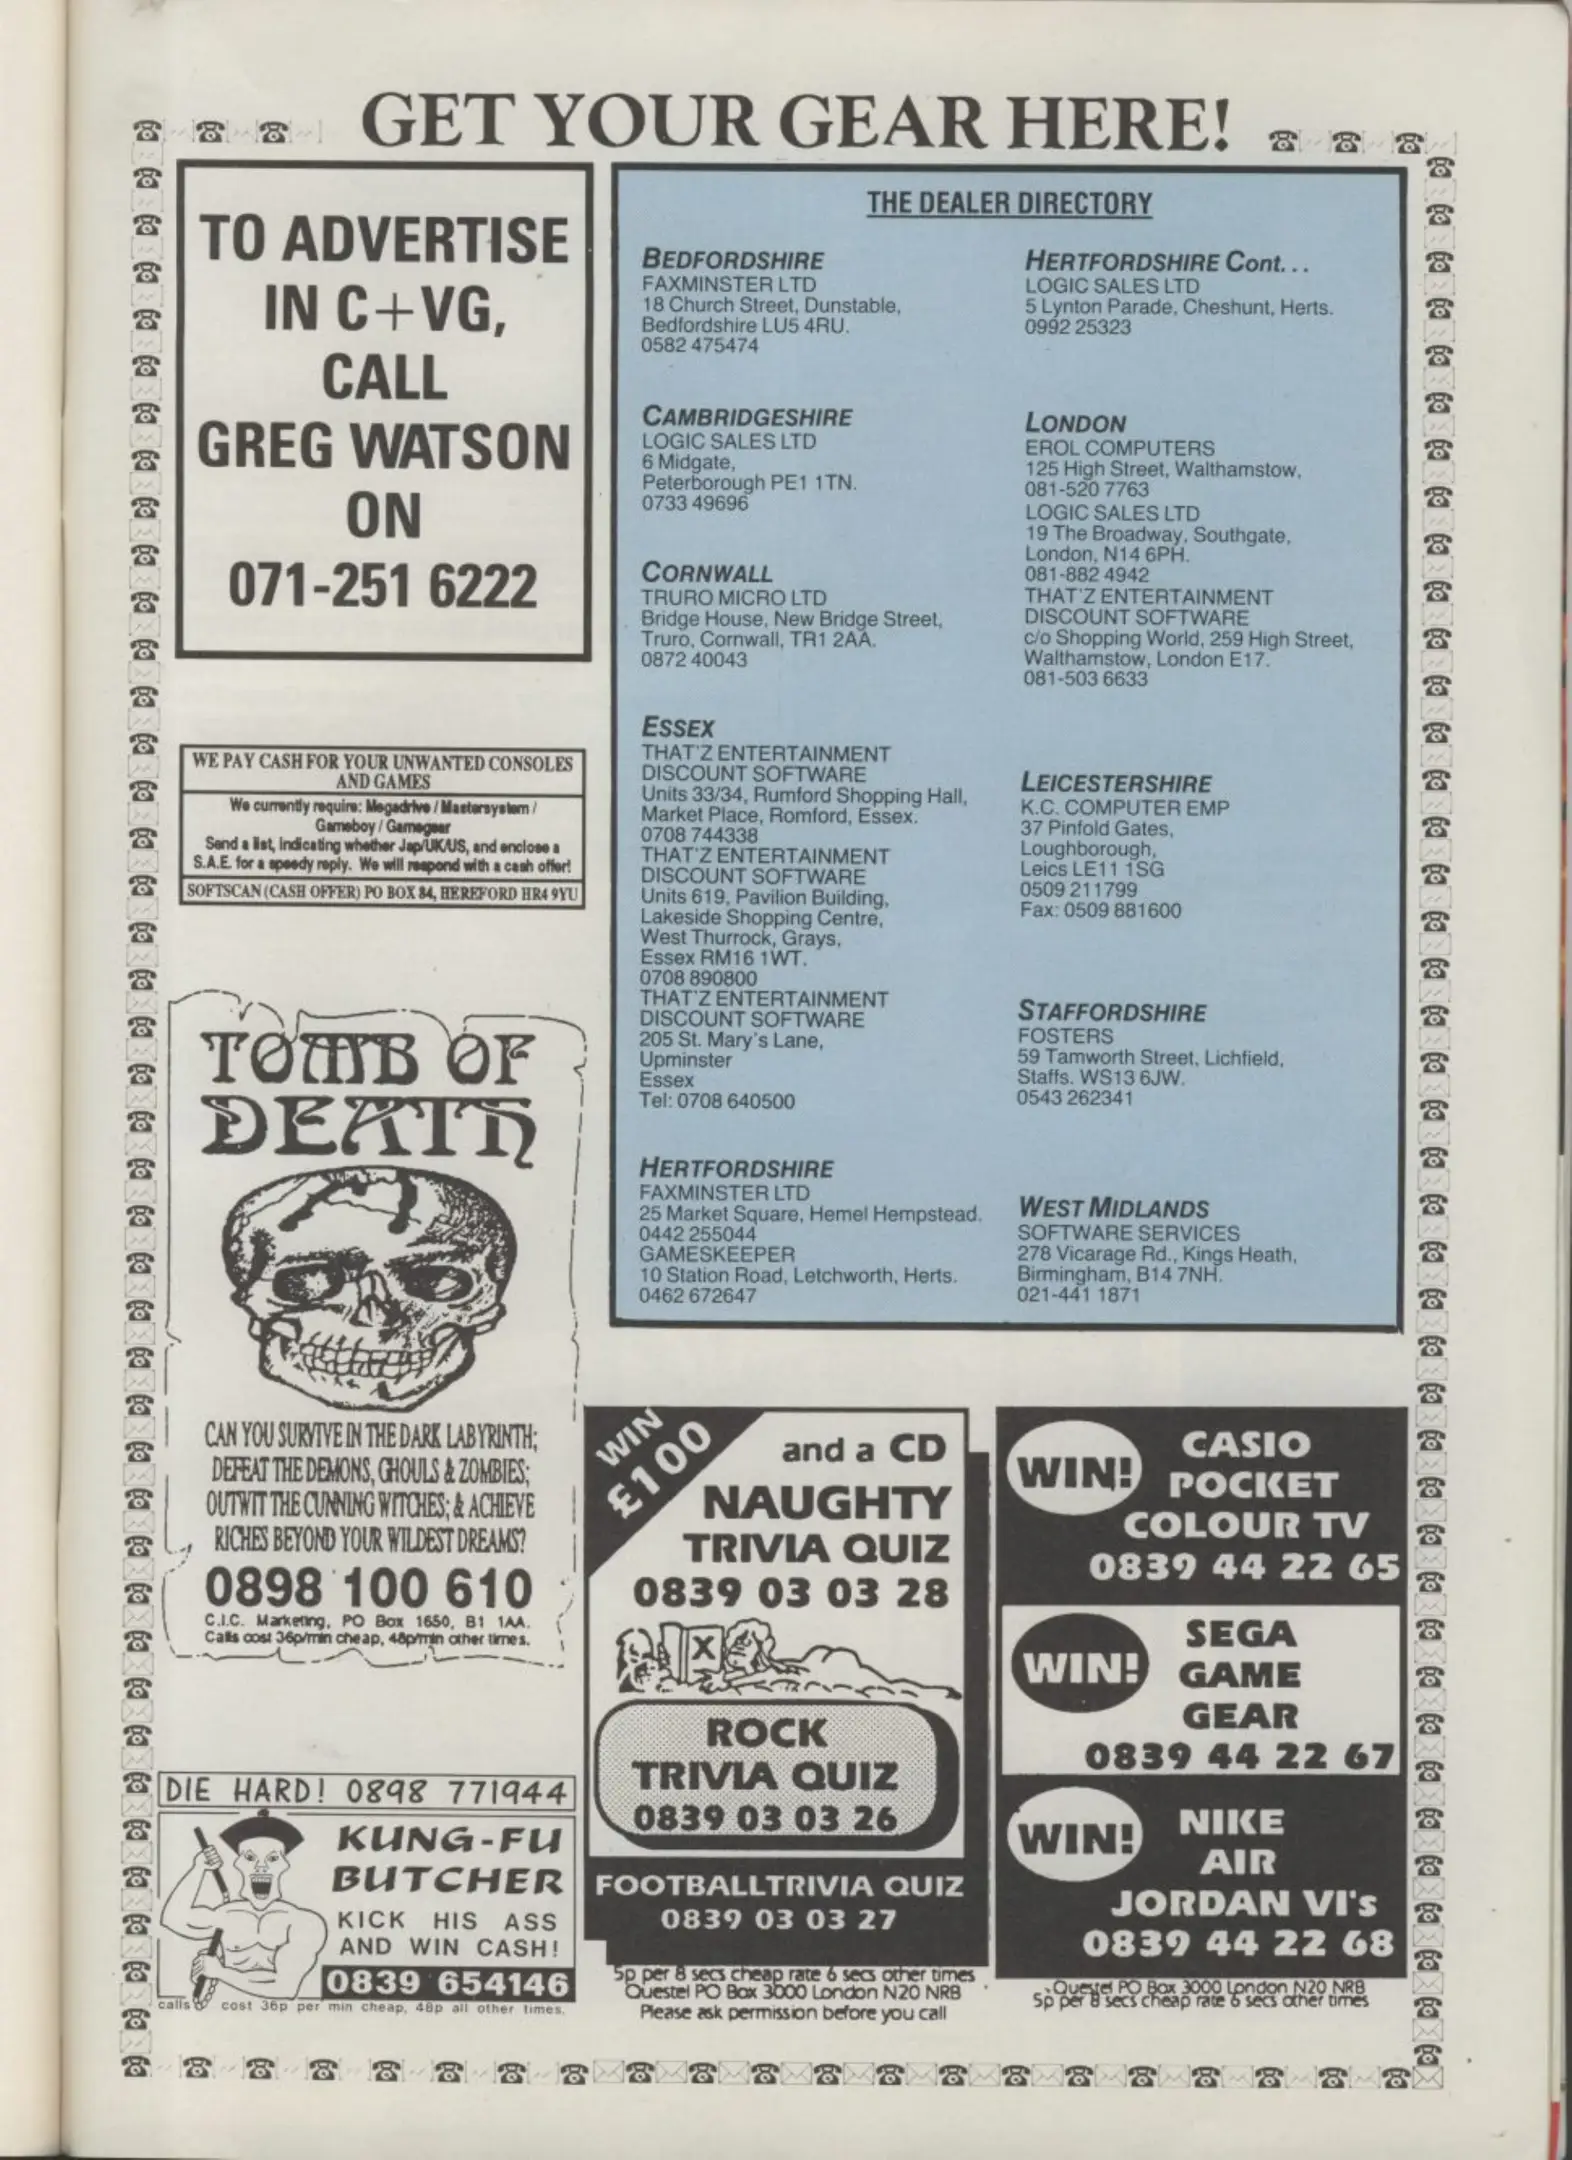 GET YOUR GEAR HERE!
TO ADVERTISE
IN C+VG,
CALL
GREG WATSON
ON
071-251 6222
WE PAY CASH FOR YOUR UNWANTED CONSOLES
AND GAMES
We currently require: Megadrive / Mastersystem /
Gameboy / Gamegear
Send a list, indicating whether Jap/UK/US, and enclose a
S.A.E. for a speedy reply. We will respond with a cash offer!
SOFTSCAN (CASH OFFER) PO BOX 84, HEREFORD HR4 9YU
TOMB OF
DEATH
CAN YOU SURVIVE IN THE DARK LABYRINTH;
DEFEAT THE DEMONS, GHOULS & ZOMBIES;
OUTWIT THE CUNNING WITCHES; & ACHIEVE
RICHES BEYOND YOUR WILDEST DREAMS?
0898 100 610
C.I.C. Marketing, PO Box 1650, B1 1AA.
Calls cost 36p/min cheap, 48p/min other times.
DIE HARD! 0898 771944
KUNG-FU
BUTCHER
KICK HIS ASS
AND WIN CASH!
0839 654146
calls cost 36p per min cheap, 48p all other times.
THE DEALER DIRECTORY
BEDFORDSHIRE
FAXMINSTER LTD
18 Church Street, Dunstable,
Bedfordshire LU5 4RU.
0582 475474
CAMBRIDGESHIRE
LOGIC SALES LTD
6 Midgate,
Peterborough PE1 1TN.
0733 49696
CORNWALL
TRURO MICRO LTD
Bridge House, New Bridge Street,
Truro, Cornwall, TR1 2AA.
0872 40043
ESSEX
THAT'Z ENTERTAINMENT
DISCOUNT SOFTWARE
Units 33/34, Rumford Shopping Hall,
Market Place, Romford, Essex.
0708 744338
THAT'Z ENTERTAINMENT
DISCOUNT SOFTWARE
Units 619, Pavilion Building,
Lakeside Shopping Centre,
West Thurrock, Grays,
Essex RM16 1WT.
0708 890800
THAT'Z ENTERTAINMENT
DISCOUNT SOFTWARE
205 St. Mary's Lane,
Upminster
Essex
Tel: 0708 640500
HERTFORDSHIRE
FAXMINSTER LTD
25 Market Square, Hemel Hempstead.
0442 255044
GAMESKEEPER
10 Station Road, Letchworth, Herts.
0462 672647
HERTFORDSHIRE Cont...
LOGIC SALES LTD
5 Lynton Parade, Cheshunt, Herts.
0992 25323
LONDON
EROL COMPUTERS
125 High Street, Walthamstow,
081-520 7763
LOGIC SALES LTD
19 The Broadway, Southgate,
London, N14 6PH.
081-882 4942
THAT'Z ENTERTAINMENT
DISCOUNT SOFTWARE
c/o Shopping World, 259 High Street,
Walthamstow, London E17.
081-503 6633
LEICESTERSHIRE
K.C. COMPUTER EMP
37 Pinfold Gates,
Loughborough,
Leics LE11 1SG
0509 211799
Fax: 0509 881600
STAFFORDSHIRE
FOSTERS
59 Tamworth Street, Lichfield,
Staffs. WS13 6JW.
0543 262341
WEST MIDLANDS
SOFTWARE SERVICES
278 Vicarage Rd., Kings Heath,
Birmingham, B14 7NH.
021-441 1871
WIN
£100
and a CD
NAUGHTY
TRIVIA QUIZ
0839 03 03 28
X
ROCK
TRIVIA QUIZ
0839 03 03 26
FOOTBALLTRIVIA QUIZ
0839 03 03 27
5p per 8 secs cheap rate 6 secs other times
Questel PO Box 3000 London N20 NRB
Please ask permission before you call
WIN!
CASIO
POCKET
COLOUR TV
0839 44 22 65
WIN!
SEGA
GAME
GEAR
0839 44 22 67
WIN!
NIKE
AIR
JORDAN VI's
0839 44 22 68
Questel PO Box 3000 London N20 NRB
5p per 8 secs cheap rate 6 secs other times